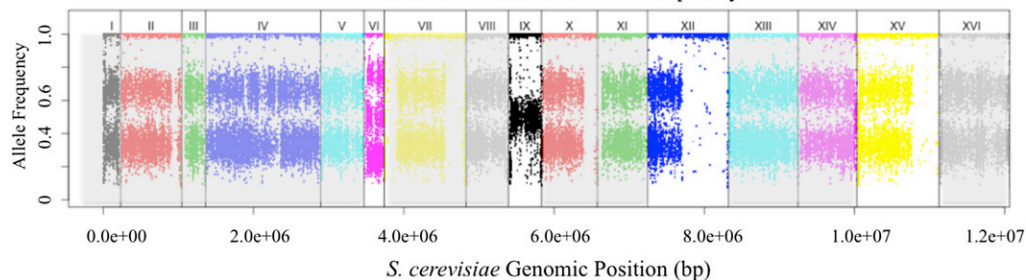 I II III IV V VI VII VIII IX X XI XII XIII XIV XV XVI
Allele Frequency
1.0
0.6
0.4
0
0.0e+00 2.0e+06 4.0e+06 6.0e+06 8.0e+06 1.0e+07 1.2e+07
S. cerevisiae Genomic Position (bp)